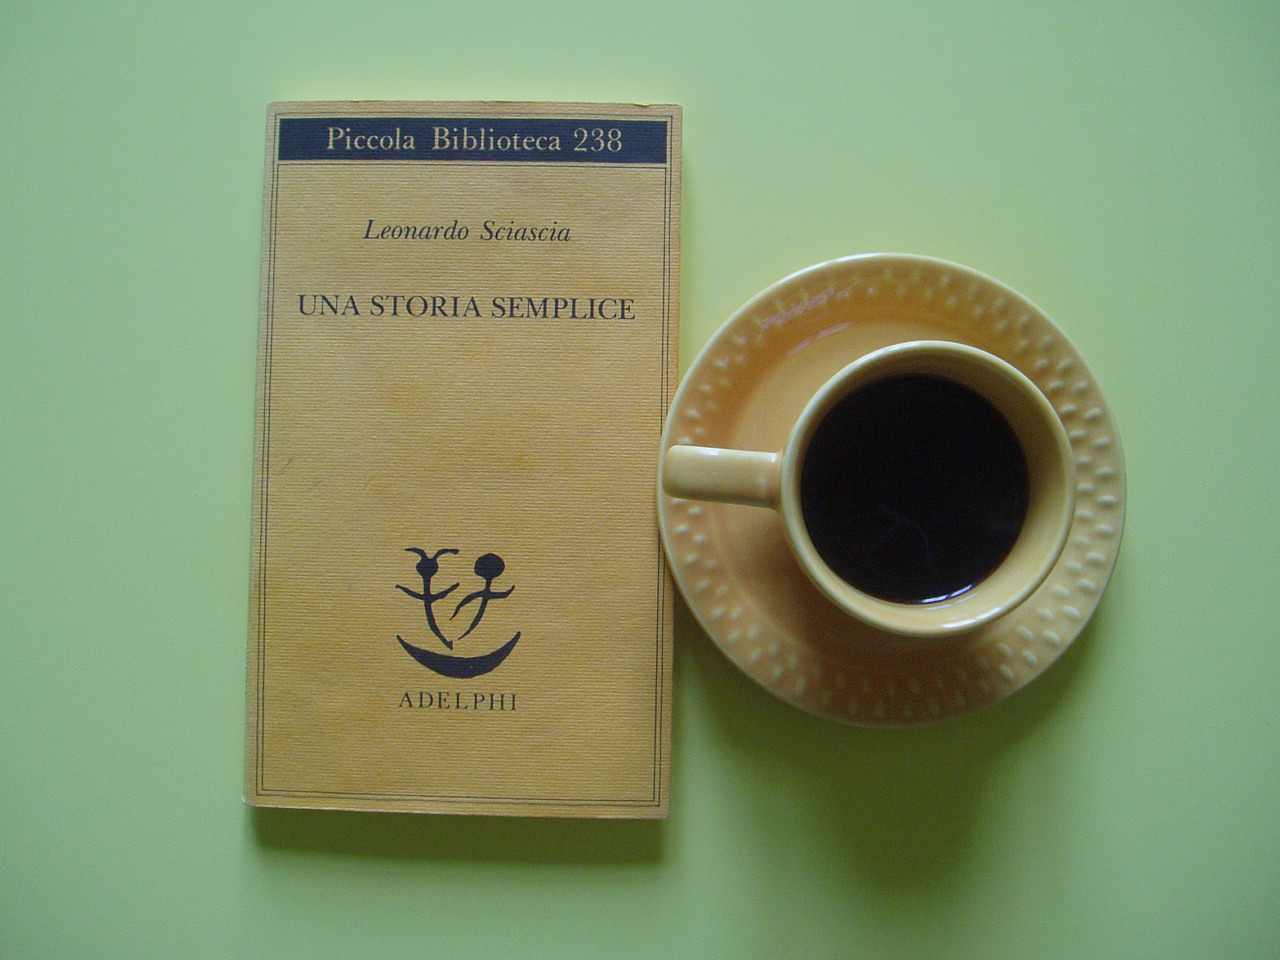 Piccola Biblioteca 238
Leonardo Sciascia
UNA STORIA SEMPLICE
ADELPHI